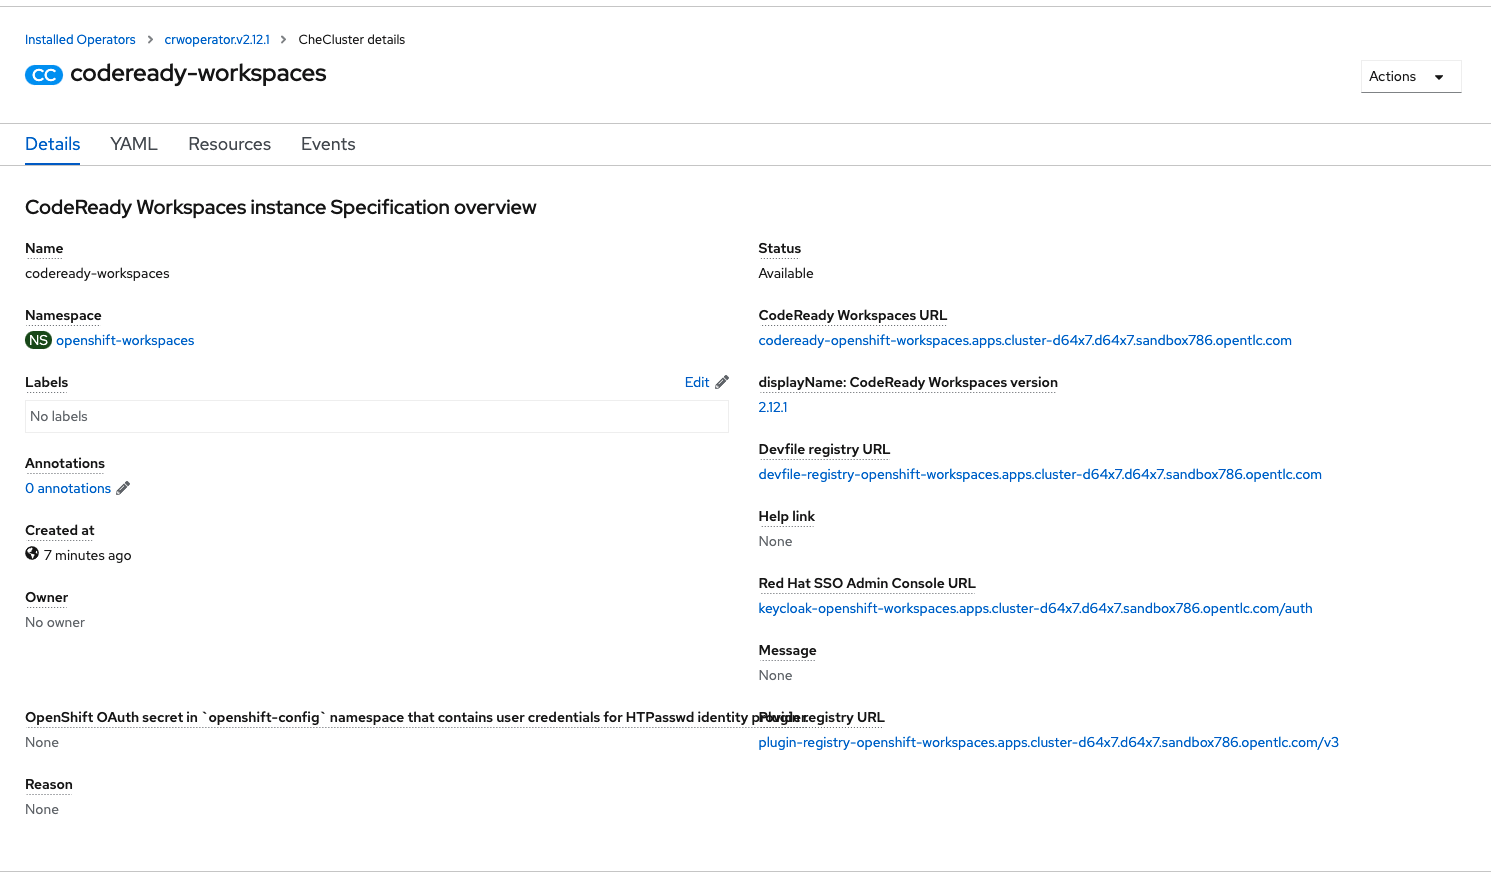 Installed Operators > crwoperator.v2.12.1 > CheCluster details
CC codeready-workspaces
Actions
Details YAML Resources Events
CodeReady Workspaces instance Specification overview
Name
codeready-workspaces
Namespace
NS openshift-workspaces
Labels Edit
No labels
Annotations
0 annotations
Created at
7 minutes ago
Owner
No owner
OpenShift OAuth secret in `openshift-config` namespace that contains user credentials for HTPasswd identity provider.
None
Reason
None
Status
Available
CodeReady Workspaces URL
codeready-openshift-workspaces.apps.cluster-d64x7.d64x7.sandbox786.opentlc.com
displayName: CodeReady Workspaces version
2.12.1
Devfile registry URL
devfile-registry-openshift-workspaces.apps.cluster-d64x7.d64x7.sandbox786.opentlc.com
Help link
None
Red Hat SSO Admin Console URL
keycloak-openshift-workspaces.apps.cluster-d64x7.d64x7.sandbox786.opentlc.com/auth
Message
None
Plugin registry URL
plugin-registry-openshift-workspaces.apps.cluster-d64x7.d64x7.sandbox786.opentlc.com/v3